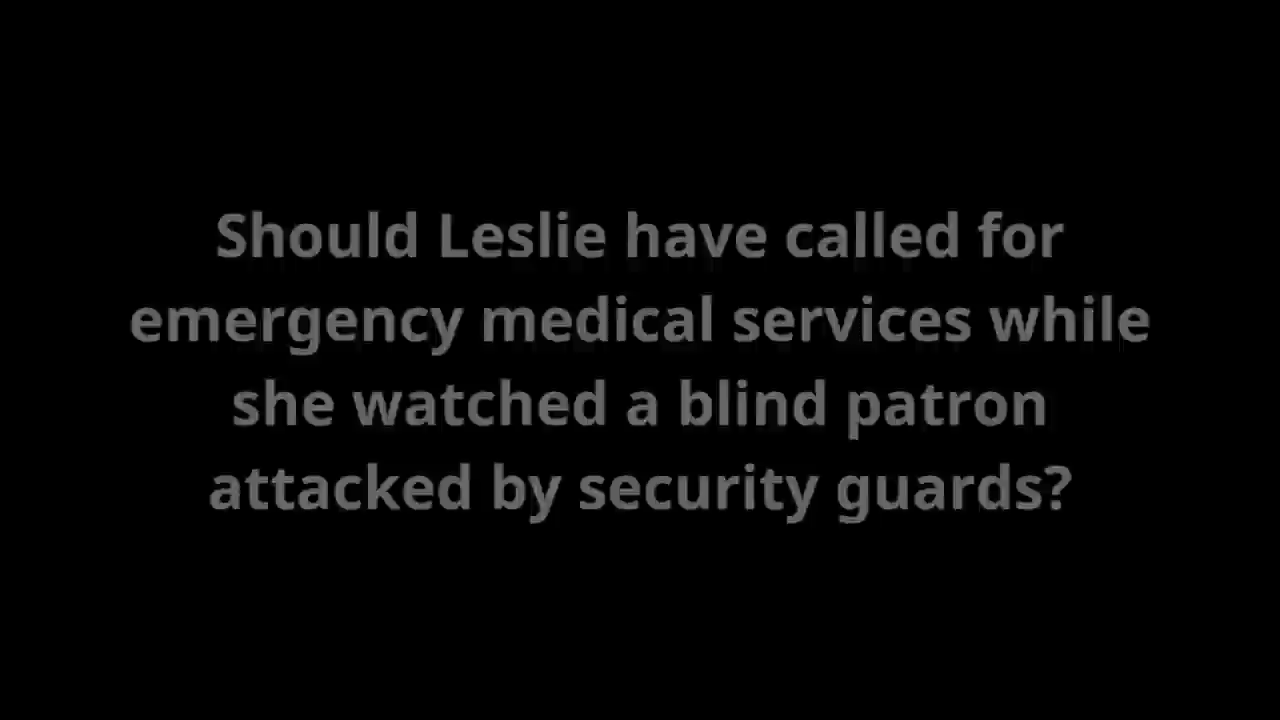 Should Leslie have called for
emergency medical services while
she watched a blind patron
attacked by security guards?